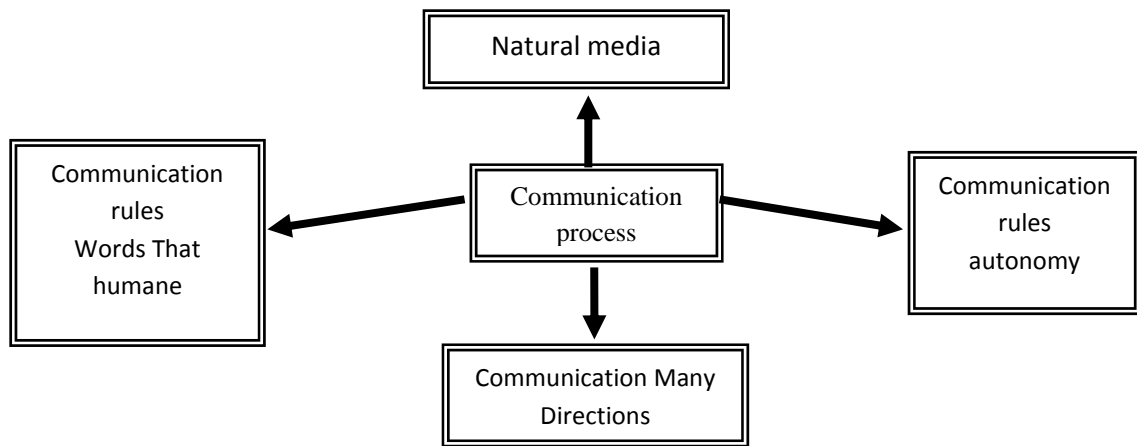 Natural media
Communication
rules
Words That
humane
Communication
process
Communication
rules
autonomy
Communication Many
Directions